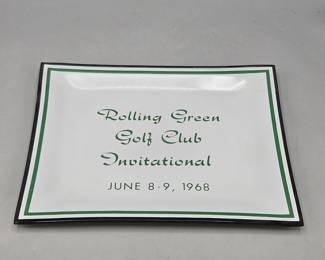 Rolling Green
Golf Club
Invitational
JUNE 8-9, 1968